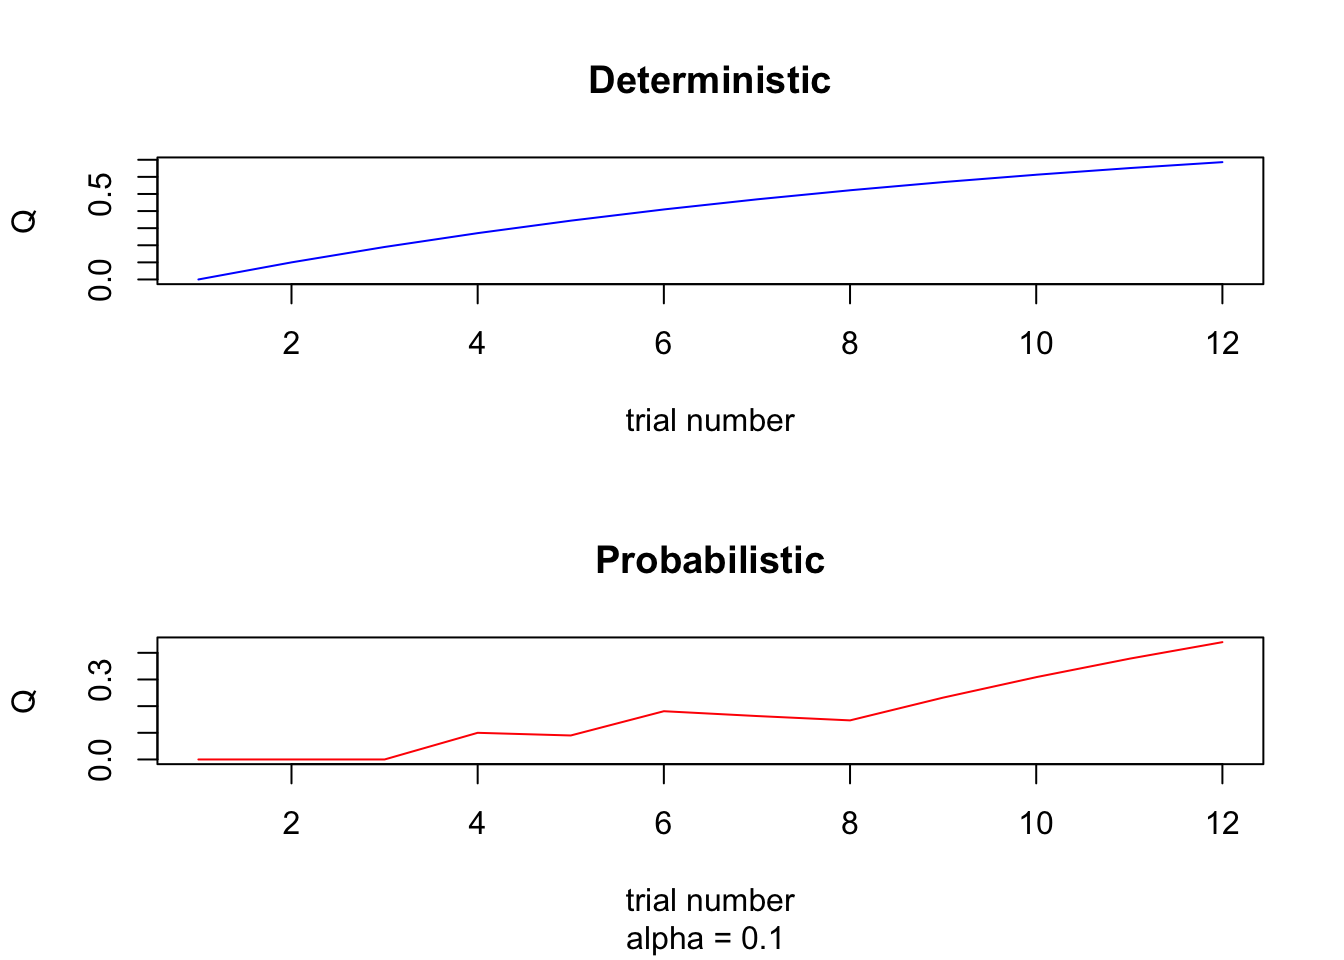 Deterministic
Q
0.5
0.0
2 4 6 8 10 12
trial number
Probabilistic
Q
0.3
0.0
2 4 6 8 10 12
trial number
alpha = 0.1